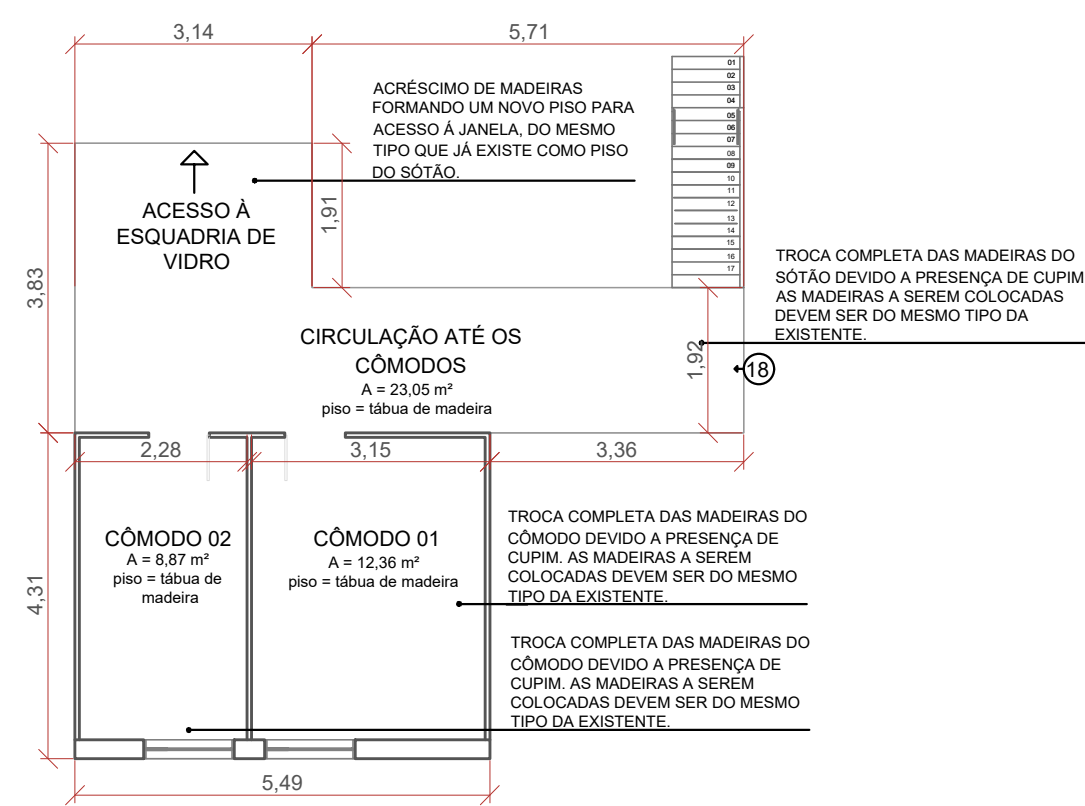 3,14
5,71
ACRÉSCIMO DE MADEIRAS
FORMANDO UM NOVO PISO PARA
ACESSO Á JANELA, DO MESMO
TIPO QUE JÁ EXISTE COMO PISO
DO SÓTÃO.
01
02
03
04
05
06
07
08
09
10
11
12
13
14
15
16
17
ACESSO À
ESQUADRIA DE
VIDRO
1,91
3,83
TROCA COMPLETA DAS MADEIRAS DO
SÓTÃO DEVIDO A PRESENÇA DE CUPIM
AS MADEIRAS A SEREM COLOCADAS
DEVEM SER DO MESMO TIPO DA
EXISTENTE.
CIRCULAÇÃO ATÉ OS
CÔMODOS
A = 23,05 m²
piso = tábua de madeira
1,92
18
2,28
3,15
3,36
CÔMODO 02
A = 8,87 m²
piso = tábua de
madeira
CÔMODO 01
A = 12,36 m²
piso = tábua de madeira
4,31
TROCA COMPLETA DAS MADEIRAS DO
CÔMODO DEVIDO A PRESENÇA DE
CUPIM. AS MADEIRAS A SEREM
COLOCADAS DEVEM SER DO MESMO
TIPO DA EXISTENTE.
TROCA COMPLETA DAS MADEIRAS DO
CÔMODO DEVIDO A PRESENÇA DE
CUPIM. AS MADEIRAS A SEREM
COLOCADAS DEVEM SER DO MESMO
TIPO DA EXISTENTE.
5,49